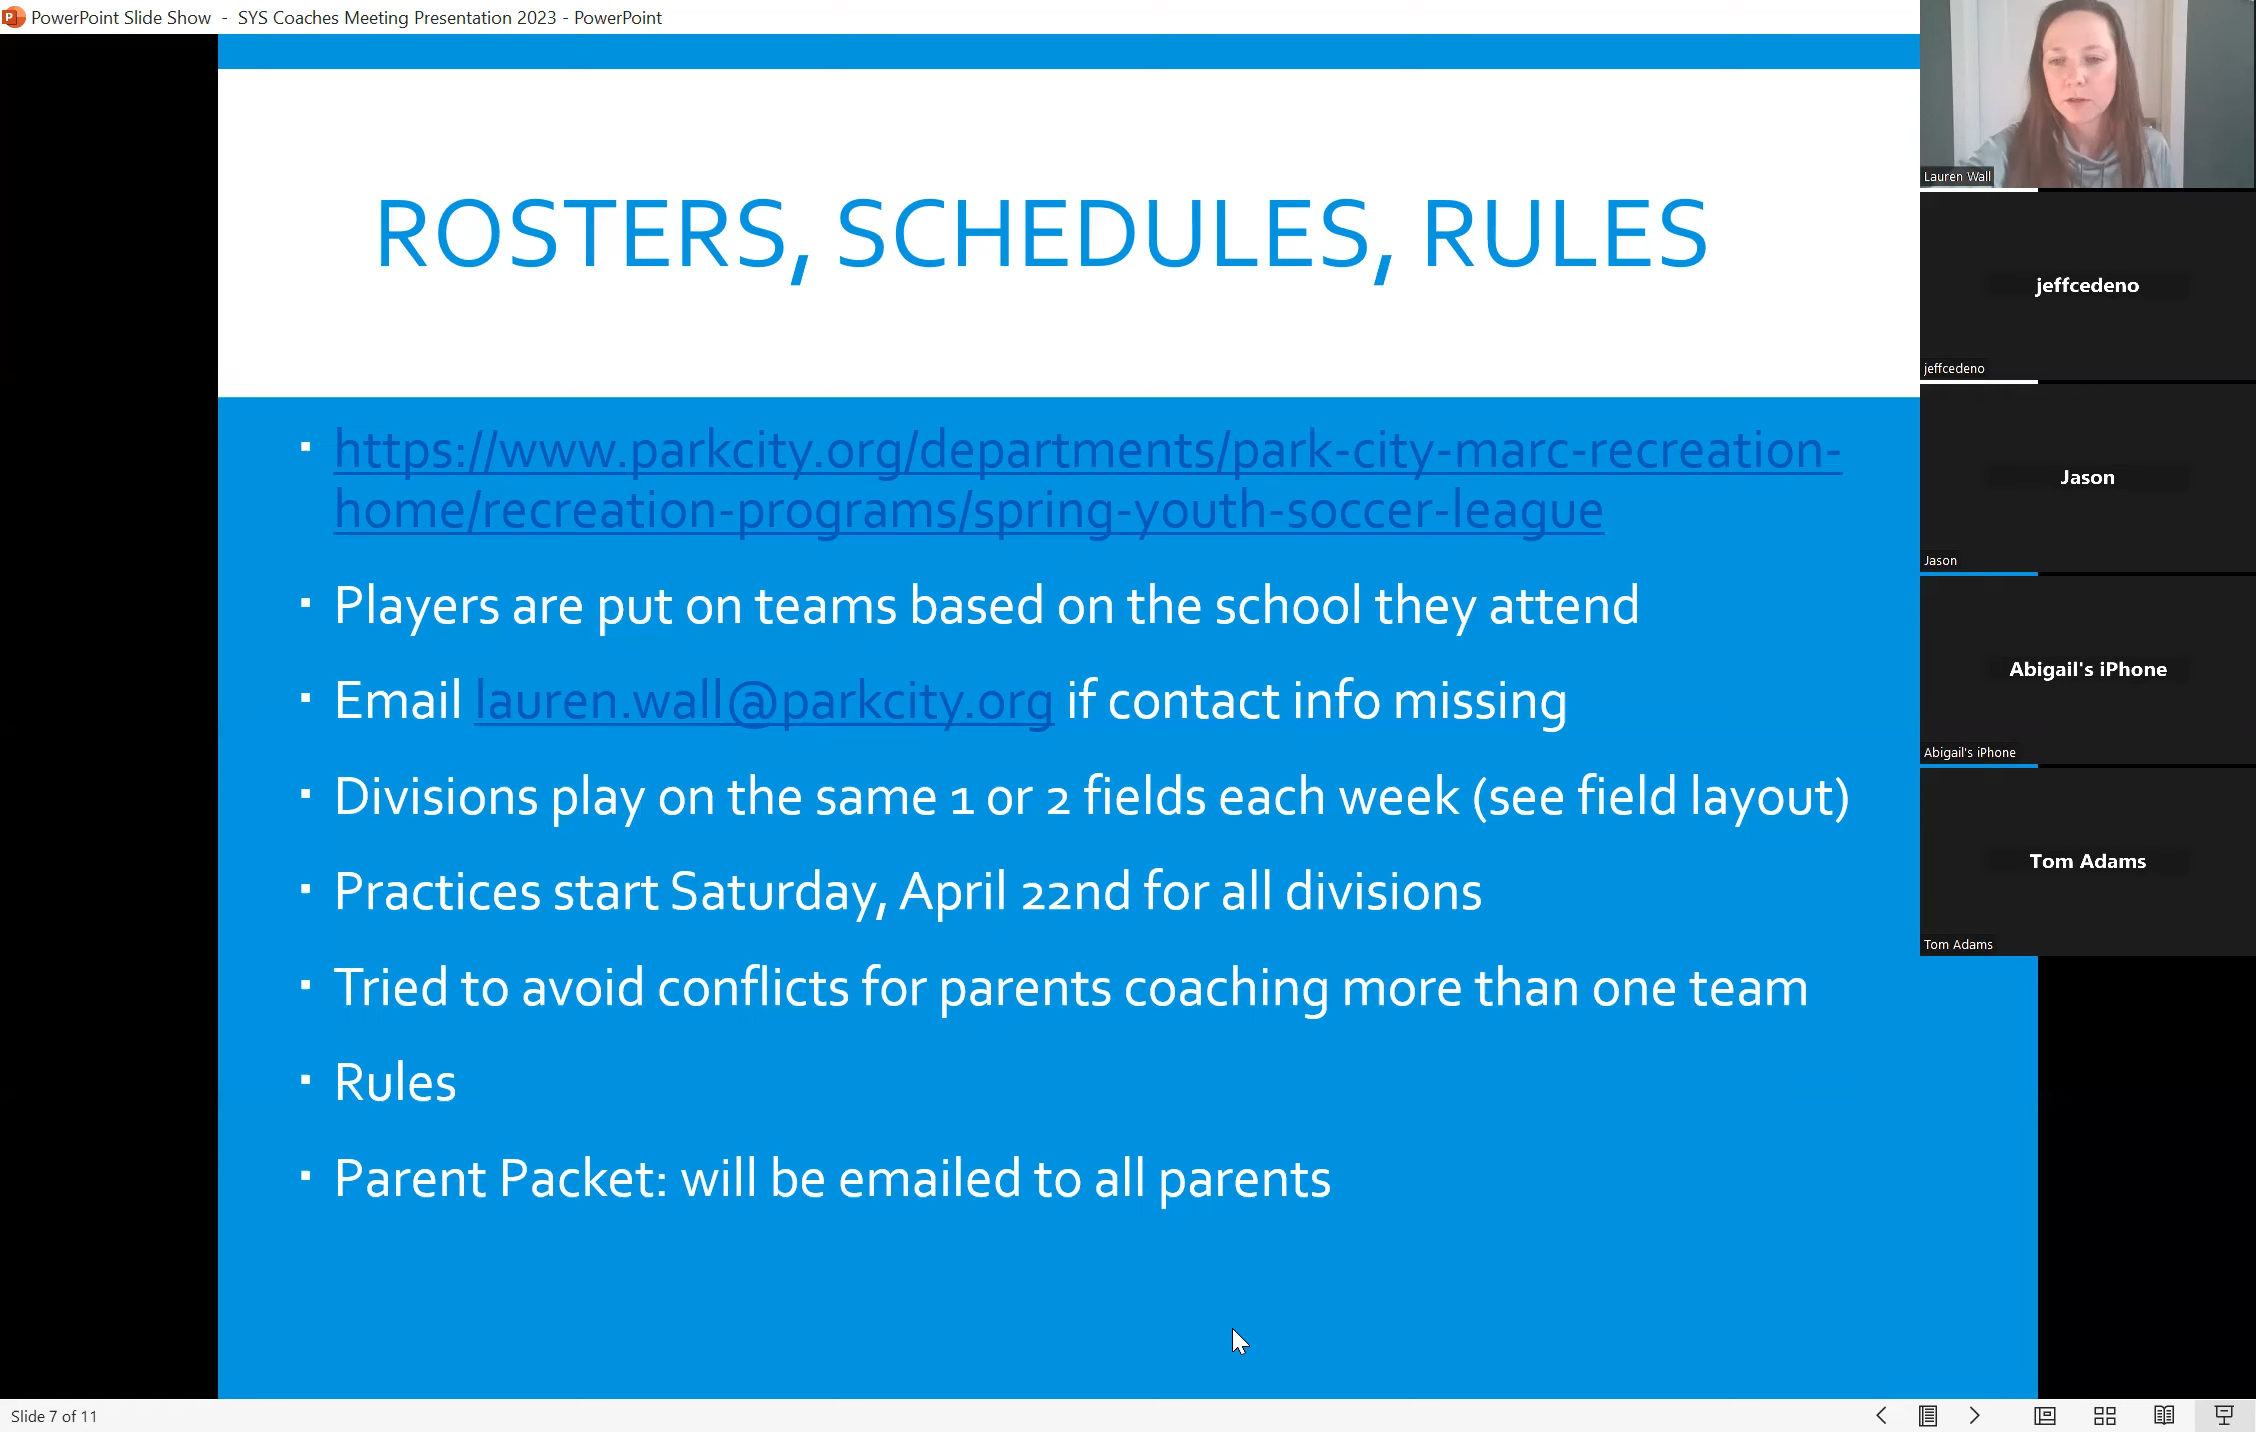 PowerPoint Slide Show - SYS Coaches Meeting Presentation 2023 - PowerPoint
ROSTERS, SCHEDULES, RULES
▪ https://www.parkcity.org/departments/park-city-marc-recreation-
home/recreation-programs/spring-youth-soccer-league
▪ Players are put on teams based on the school they attend
▪ Email lauren.wall@parkcity.org if contact info missing
▪ Divisions play on the same 1 or 2 fields each week (see field layout)
▪ Practices start Saturday, April 22nd for all divisions
▪ Tried to avoid conflicts for parents coaching more than one team
▪ Rules
▪ Parent Packet: will be emailed to all parents
Lauren Wall
jeffcedeno
jeffcedeno
Jason
Jason
Abigail's iPhone
Abigail's iPhone
Tom Adams
Tom Adams
Slide 7 of 11